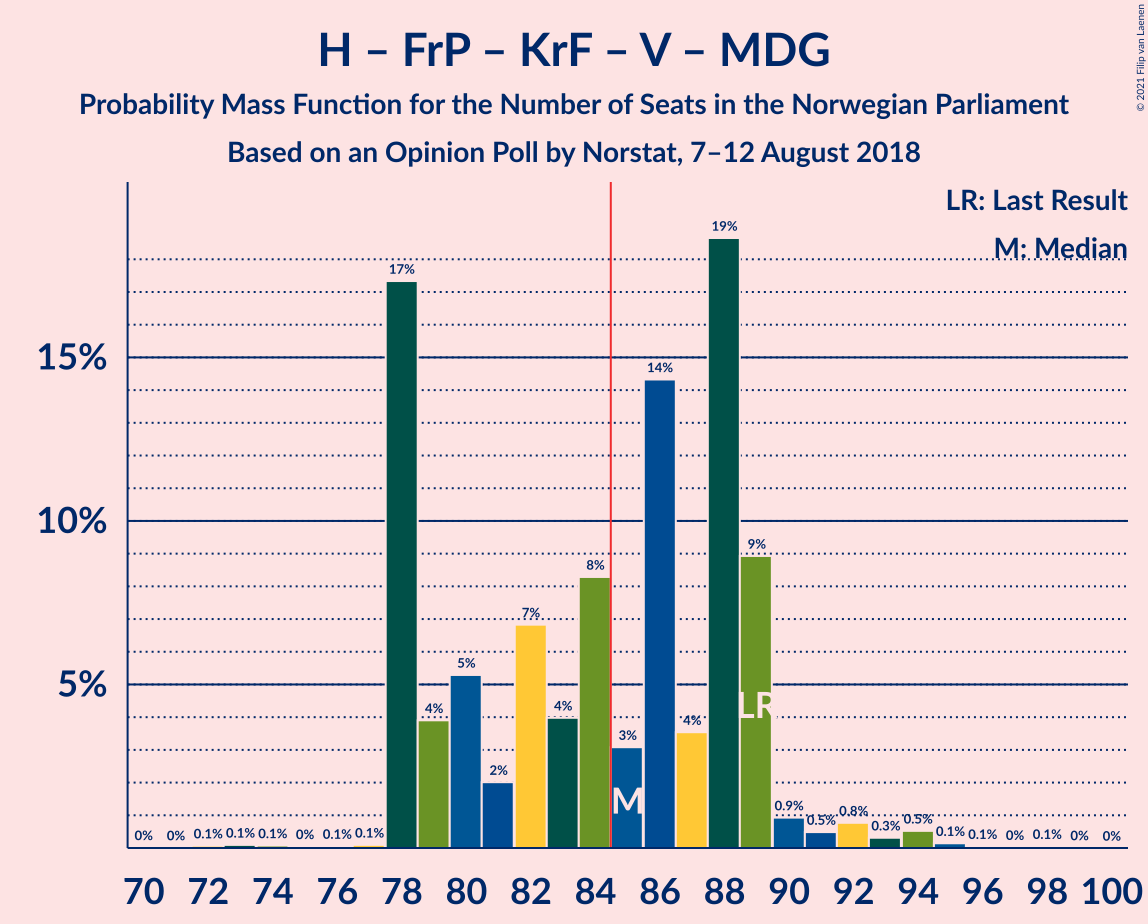 H – FrP – KrF – V – MDG
Probability Mass Function for the Number of Seats in the Norwegian Parliament
Based on an Opinion Poll by Norstat, 7–12 August 2018
© 2021 Filip van Laenen
LR: Last Result
M: Median
15%
10%
5%
0% 0% 0.1% 0.1% 0.1% 0% 0.1% 0.1% 17% 4% 5% 2% 7% 4% 8% 3% 14% 4% 19% 9% 0.9% 0.5% 0.8% 0.3% 0.5% 0.1% 0.1% 0% 0.1% 0% 0%
LR
M
70 72 74 76 78 80 82 84 86 88 90 92 94 96 98 100